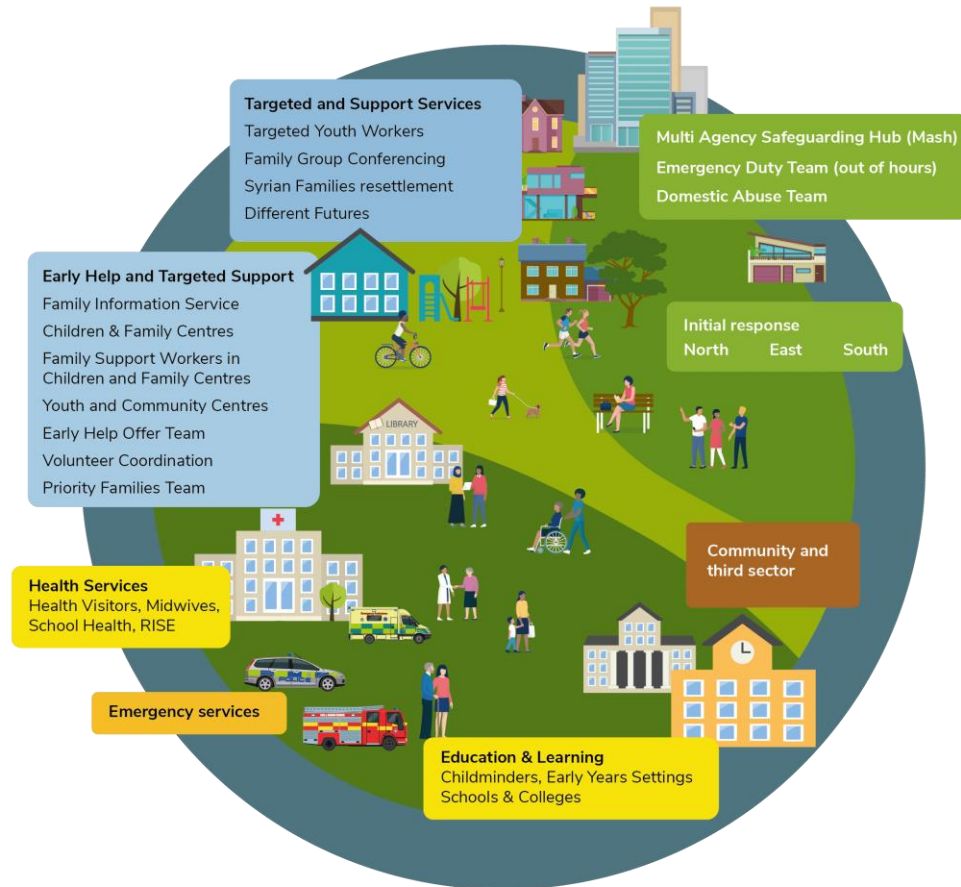 Targeted and Support Services
Targeted Youth Workers
Family Group Conferencing
Syrian Families resettlement
Different Futures
Multi Agency Safeguarding Hub (Mash)
Emergency Duty Team (out of hours)
Domestic Abuse Team
Early Help and Targeted Support
Family Information Service
Children & Family Centres
Family Support Workers in
Children and Family Centres
Youth and Community Centres
Early Help Offer Team
Volunteer Coordination
Priority Families Team
Initial response
North East South
LIBRARY
Community and
third sector
Health Services
Health Visitors, Midwives,
School Health, RISE
POLICE
Emergency services
Education & Learning
Childminders, Early Years Settings
Schools & Colleges